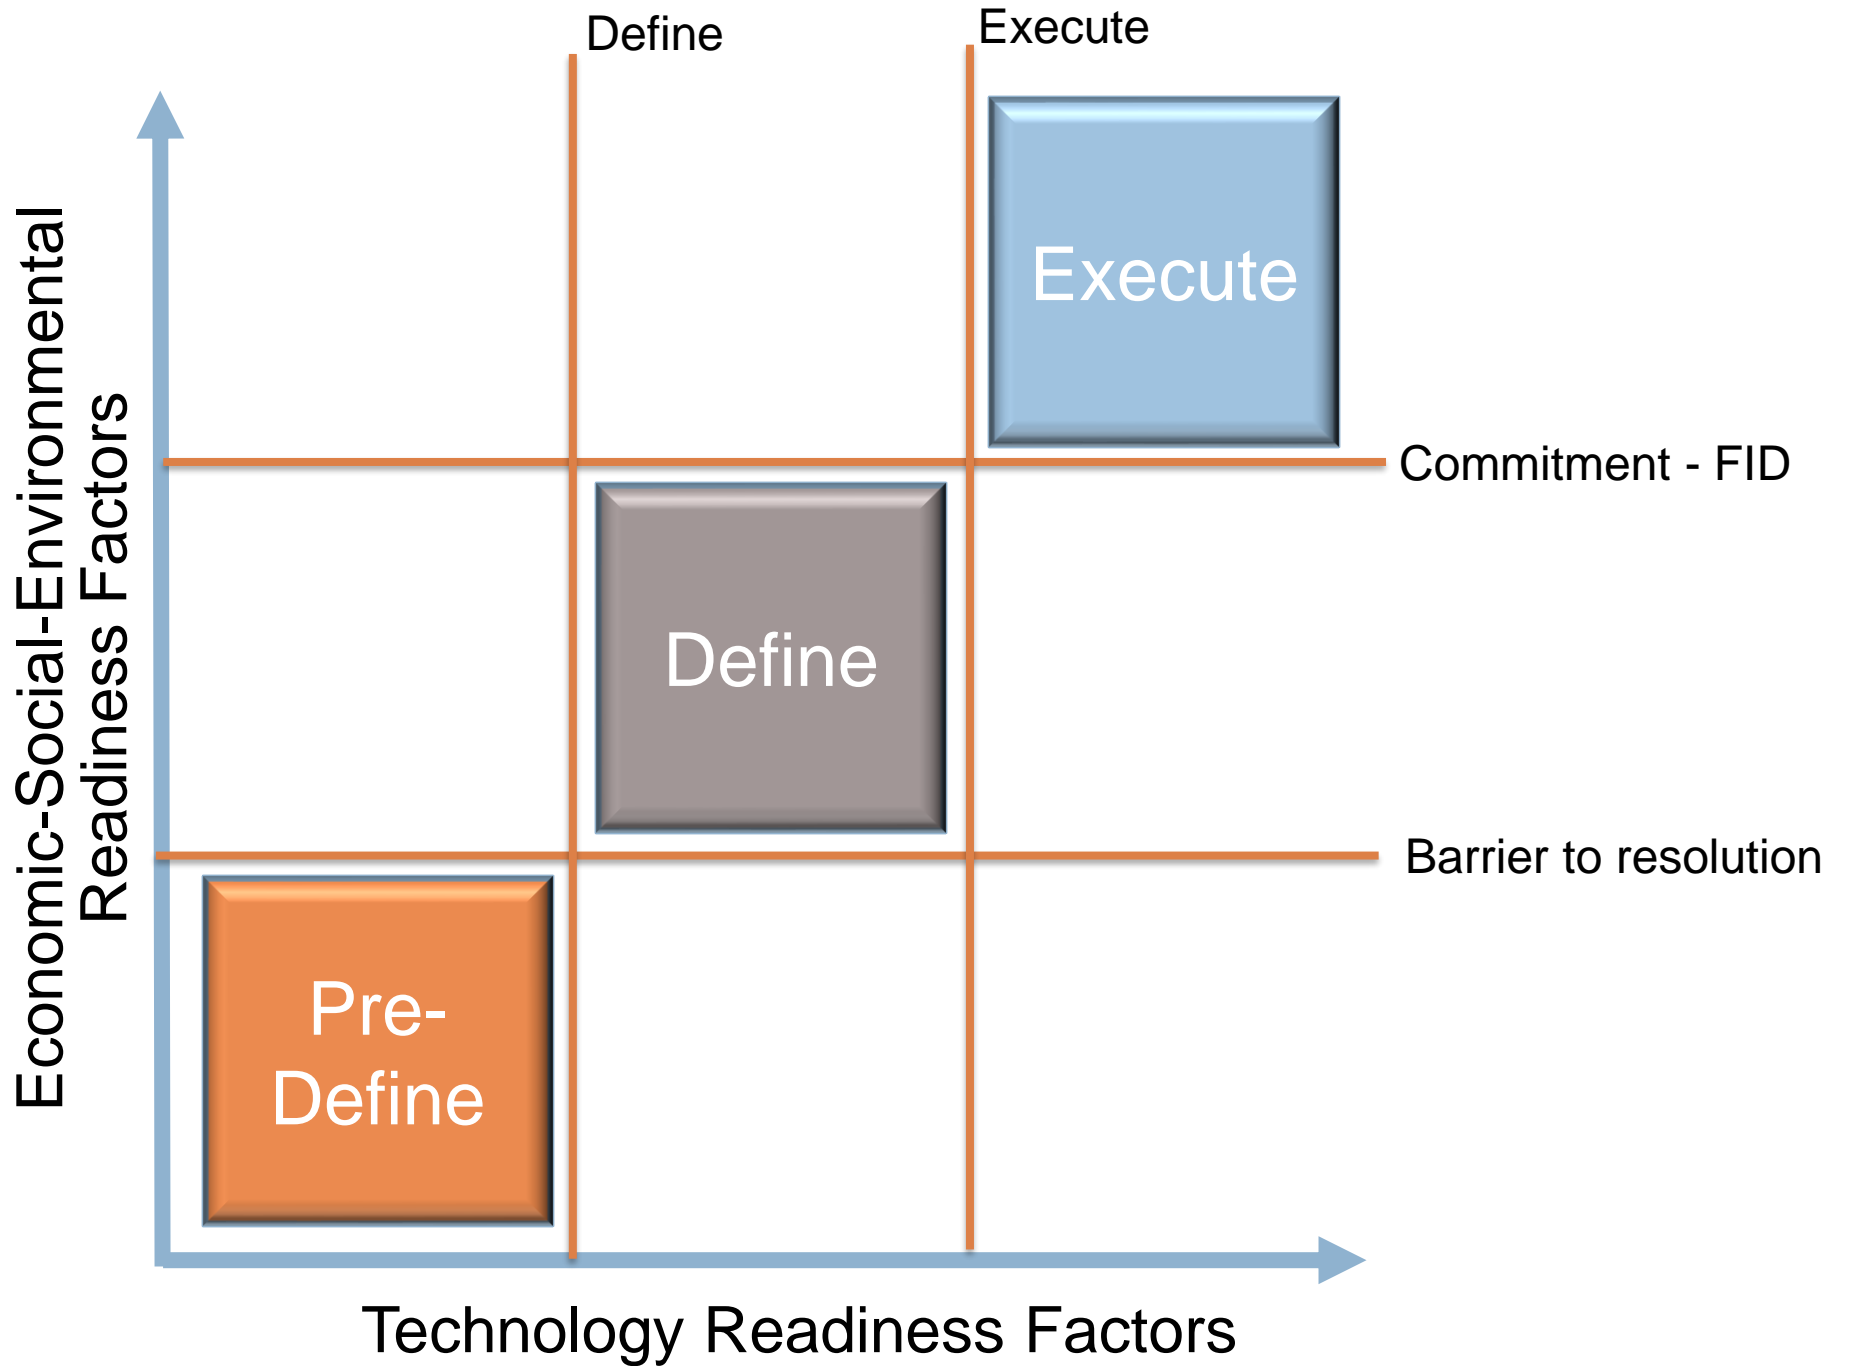 Define
Execute
Execute
Economic-Social-Environmental
Readiness Factors
Commitment - FID
Define
Barrier to resolution
Pre-
Define
Technology Readiness Factors